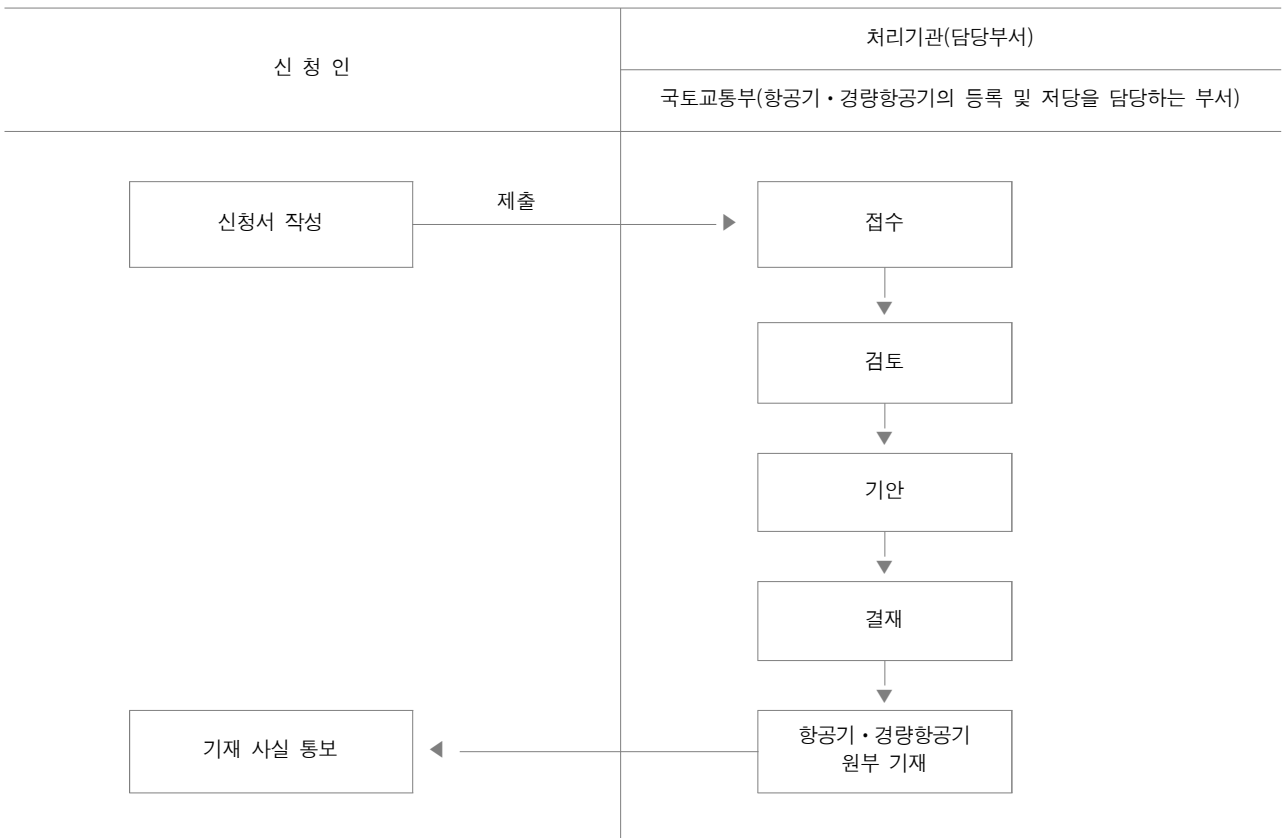 신 청 인
처리기관(담당부서)
국토교통부(항공기・경량항공기의 등록 및 저당을 담당하는 부서)
신청서 작성
제출
접수
검토
기안
결재
기재 사실 통보
항공기・경량항공기
원부 기재